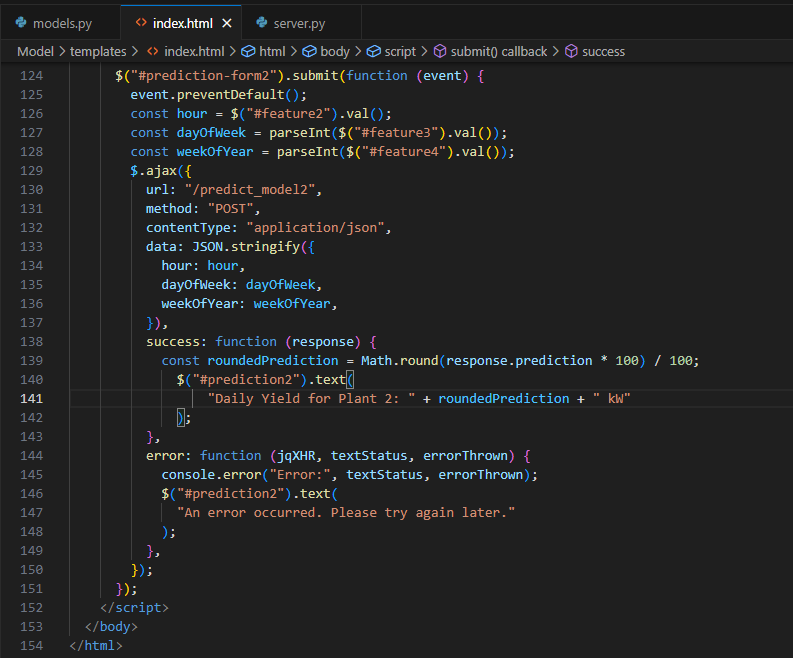 models.py index.html server.py
Model > templates > index.html > html > body > script > submit() callback > success
124 $("#prediction-form2").submit(function (event) {
125 event.preventDefault();
126 const hour = $("#feature2").val();
127 const dayOfWeek = parseInt($("#feature3").val());
128 const weekOfYear = parseInt($("#feature4").val());
129 $.ajax({
130 url: "/predict_model2",
131 method: "POST",
132 contentType: "application/json",
133 data: JSON.stringify({
134 hour: hour,
135 dayOfWeek: dayOfWeek,
136 weekOfYear: weekOfYear,
137 }),
138 success: function (response) {
139 const roundedPrediction = Math.round(response.prediction * 100) / 100;
140 $("#prediction2").text(
141 "Daily Yield for Plant 2: " + roundedPrediction + " kW"
142 );
143 },
144 error: function (jqXHR, textStatus, errorThrown) {
145 console.error("Error:", textStatus, errorThrown);
146 $("#prediction2").text(
147 "An error occurred. Please try again later."
148 );
149 },
150 });
151 });
152 </script>
153 </body>
154 </html>